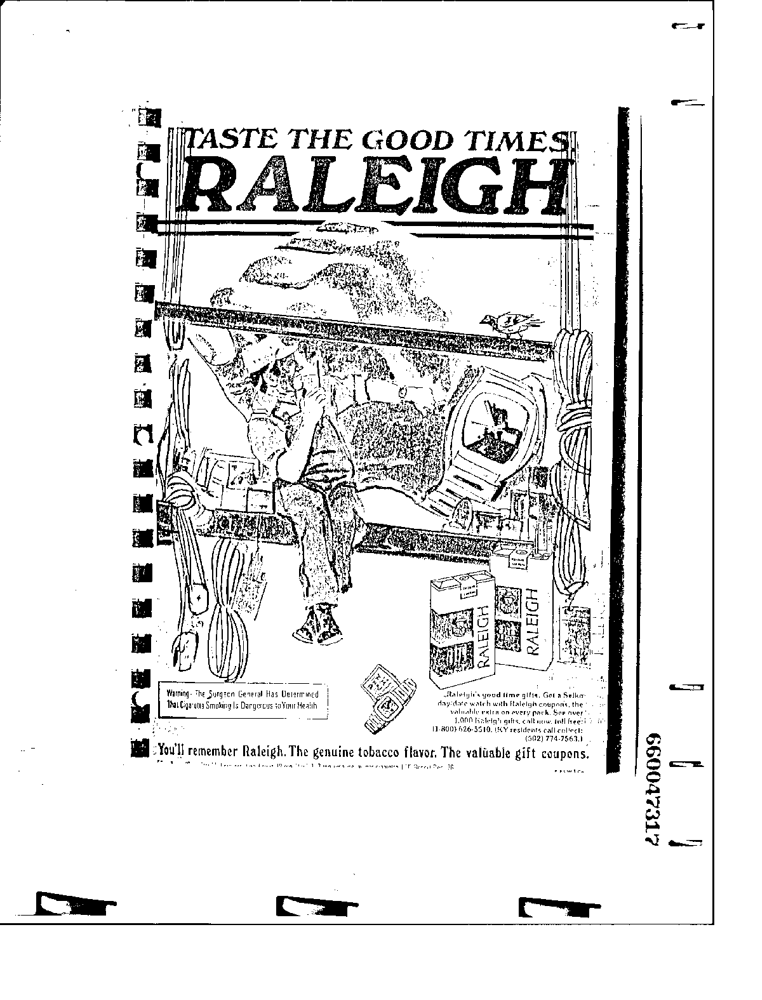 TASTE THE GOOD TIMES
RALEIGH
RALEIGH
RALEIGH
Warning: The Surgeon General Has Determined
That Cigarette Smoking Is Dangerous to Your Health
Raleigh's good time gifts. Get a Seiko
day/date watch with Raleigh coupons, the
valuable extra on every pack. See over
1,000 Raleigh gifts, call now, toll free:
(1-800) 626-5510. (KY residents call collect:
(502) 774-7563.)
You'll remember Raleigh. The genuine tobacco flavor. The valuable gift coupons.
660047317